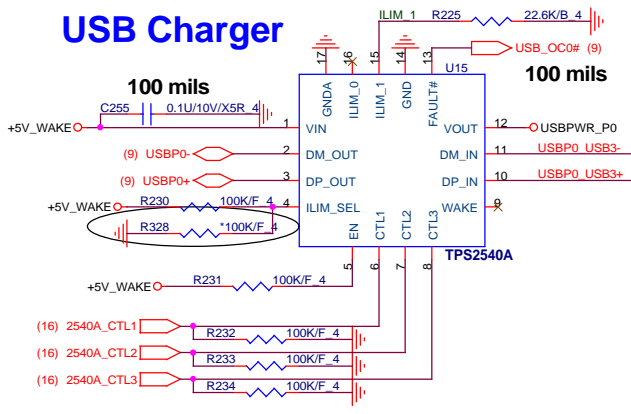 USB Charger
ILIM_1 R225 22.6K/B_4
USB_OC0# (9)
U15
100 mils
100 mils
17 16 15 14 13
GNDA ILIM_0 ILIM_1 GND FAULT#
C255 0.1U/10V/X5R_4
+5V_WAKE 1 VIN VOUT 12 USBPWR_P0
(9) USBP0- 2 DM_OUT DM_IN 11 USBP0_USB3-
(9) USBP0+ 3 DP_OUT DP_IN 10 USBP0_USB3+
R230 100K/F_4
+5V_WAKE 4 ILIM_SEL WAKE 9
R328 *100K/F_4
EN CTL1 CTL2 CTL3
TPS2540A
5 6 7 8
+5V_WAKE R231 100K/F_4
(16) 2540A_CTL1
R232 100K/F_4
(16) 2540A_CTL2
R233 100K/F_4
(16) 2540A_CTL3
R234 100K/F_4